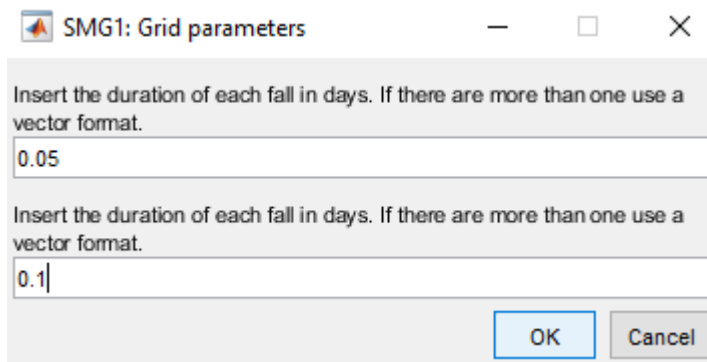 SMG1: Grid parameters
Insert the duration of each fall in days. If there are more than one use a
vector format.
0.05
Insert the duration of each fall in days. If there are more than one use a
vector format.
0.1
OK Cancel